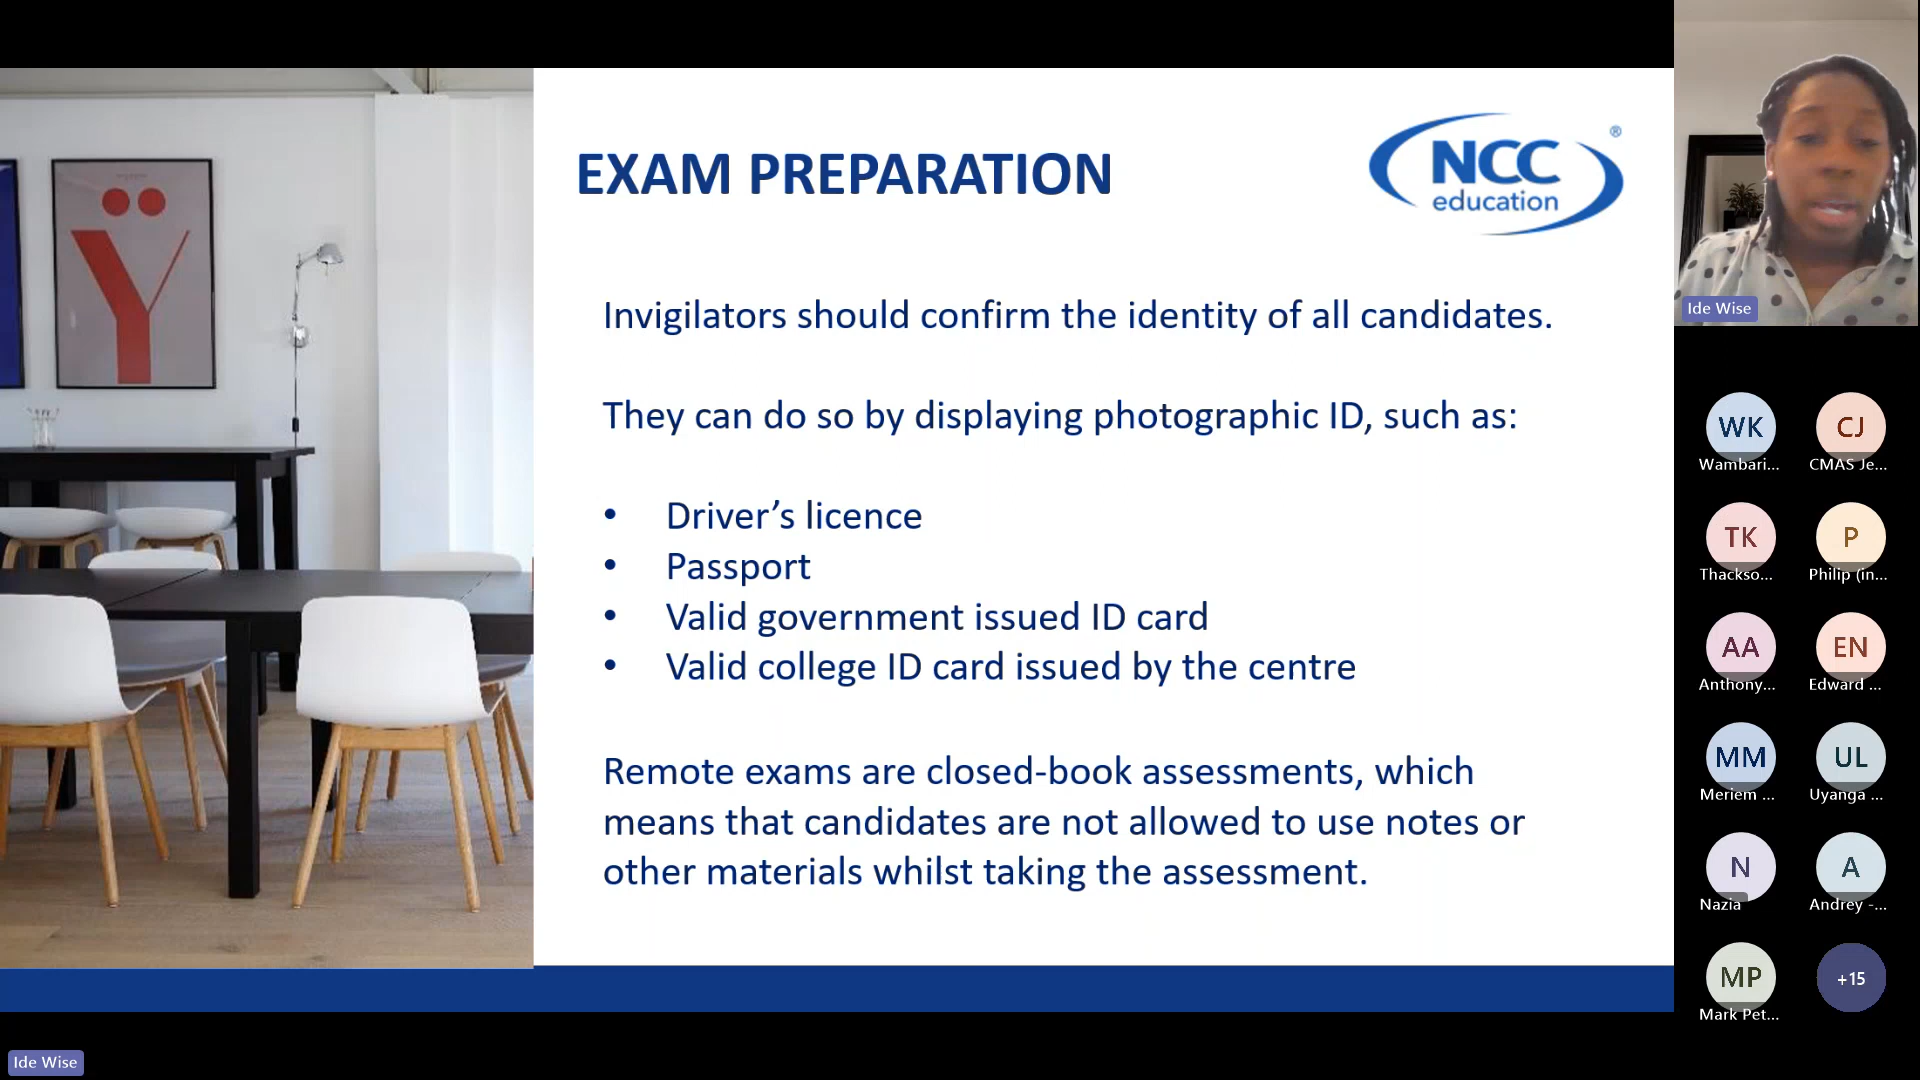 EXAM PREPARATION
NCC
®
education
Invigilators should confirm the identity of all candidates.
They can do so by displaying photographic ID, such as:
• Driver’s licence
• Passport
• Valid government issued ID card
• Valid college ID card issued by the centre
Remote exams are closed-book assessments, which
means that candidates are not allowed to use notes or
other materials whilst taking the assessment.
Ÿ
Ide Wise
WK
CJ
Wambari...
CMAS Je...
TK
P
Thackso...
Philip (in...
AA
EN
Anthony...
Edward ...
MM
UL
Meriem ...
Uyanga ...
N
A
Nazia
Andrey -...
MP
+15
Mark Pet...
Ide Wise